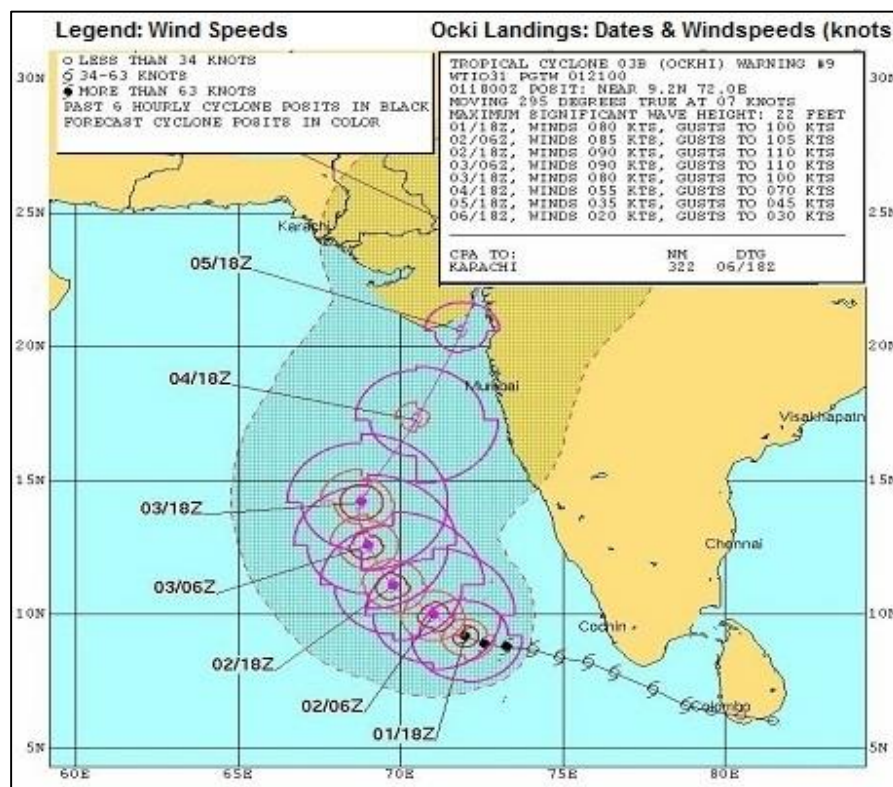 Legend: Wind Speeds
Ocki Landings: Dates & Windspeeds (knots
○ LESS THAN 34 KNOTS
34-63 KNOTS
MORE THAN 63 KNOTS
PAST 6 HOURLY CYCLONE POSITS IN BLACK
FORECAST CYCLONE POSITS IN COLOR
TROPICAL CYCLONE 03B (OCKHI) WARNING #9
WTIO31 PGTW 012100
011800Z POSIT: NEAR 9.2N 72.0E
MOVING 295 DEGREES TRUE AT 07 KNOTS
MAXIMUM SIGNIFICANT WAVE HEIGHT: 22 FEET
01/18Z, WINDS 080 KTS, GUSTS TO 100 KTS
02/06Z, WINDS 085 KTS, GUSTS TO 105 KTS
02/18Z, WINDS 090 KTS, GUSTS TO 110 KTS
03/06Z, WINDS 090 KTS, GUSTS TO 110 KTS
03/18Z, WINDS 080 KTS, GUSTS TO 100 KTS
04/18Z, WINDS 055 KTS, GUSTS TO 070 KTS
05/18Z, WINDS 035 KTS, GUSTS TO 045 KTS
06/18Z, WINDS 020 KTS, GUSTS TO 030 KTS
CPA TO: NM DTG
KARACHI 322 06/18Z
30N
30N
25N
25N
Karachi
05/18Z
20N
20N
04/18Z
Mumbai
Visakhapatn
15N
15N
03/18Z
Chennai
03/06Z
10N
10N
Cochin
02/18Z
02/06Z
Colombo
01/18Z
5N
5N
60E
65E
70E
75E
80E